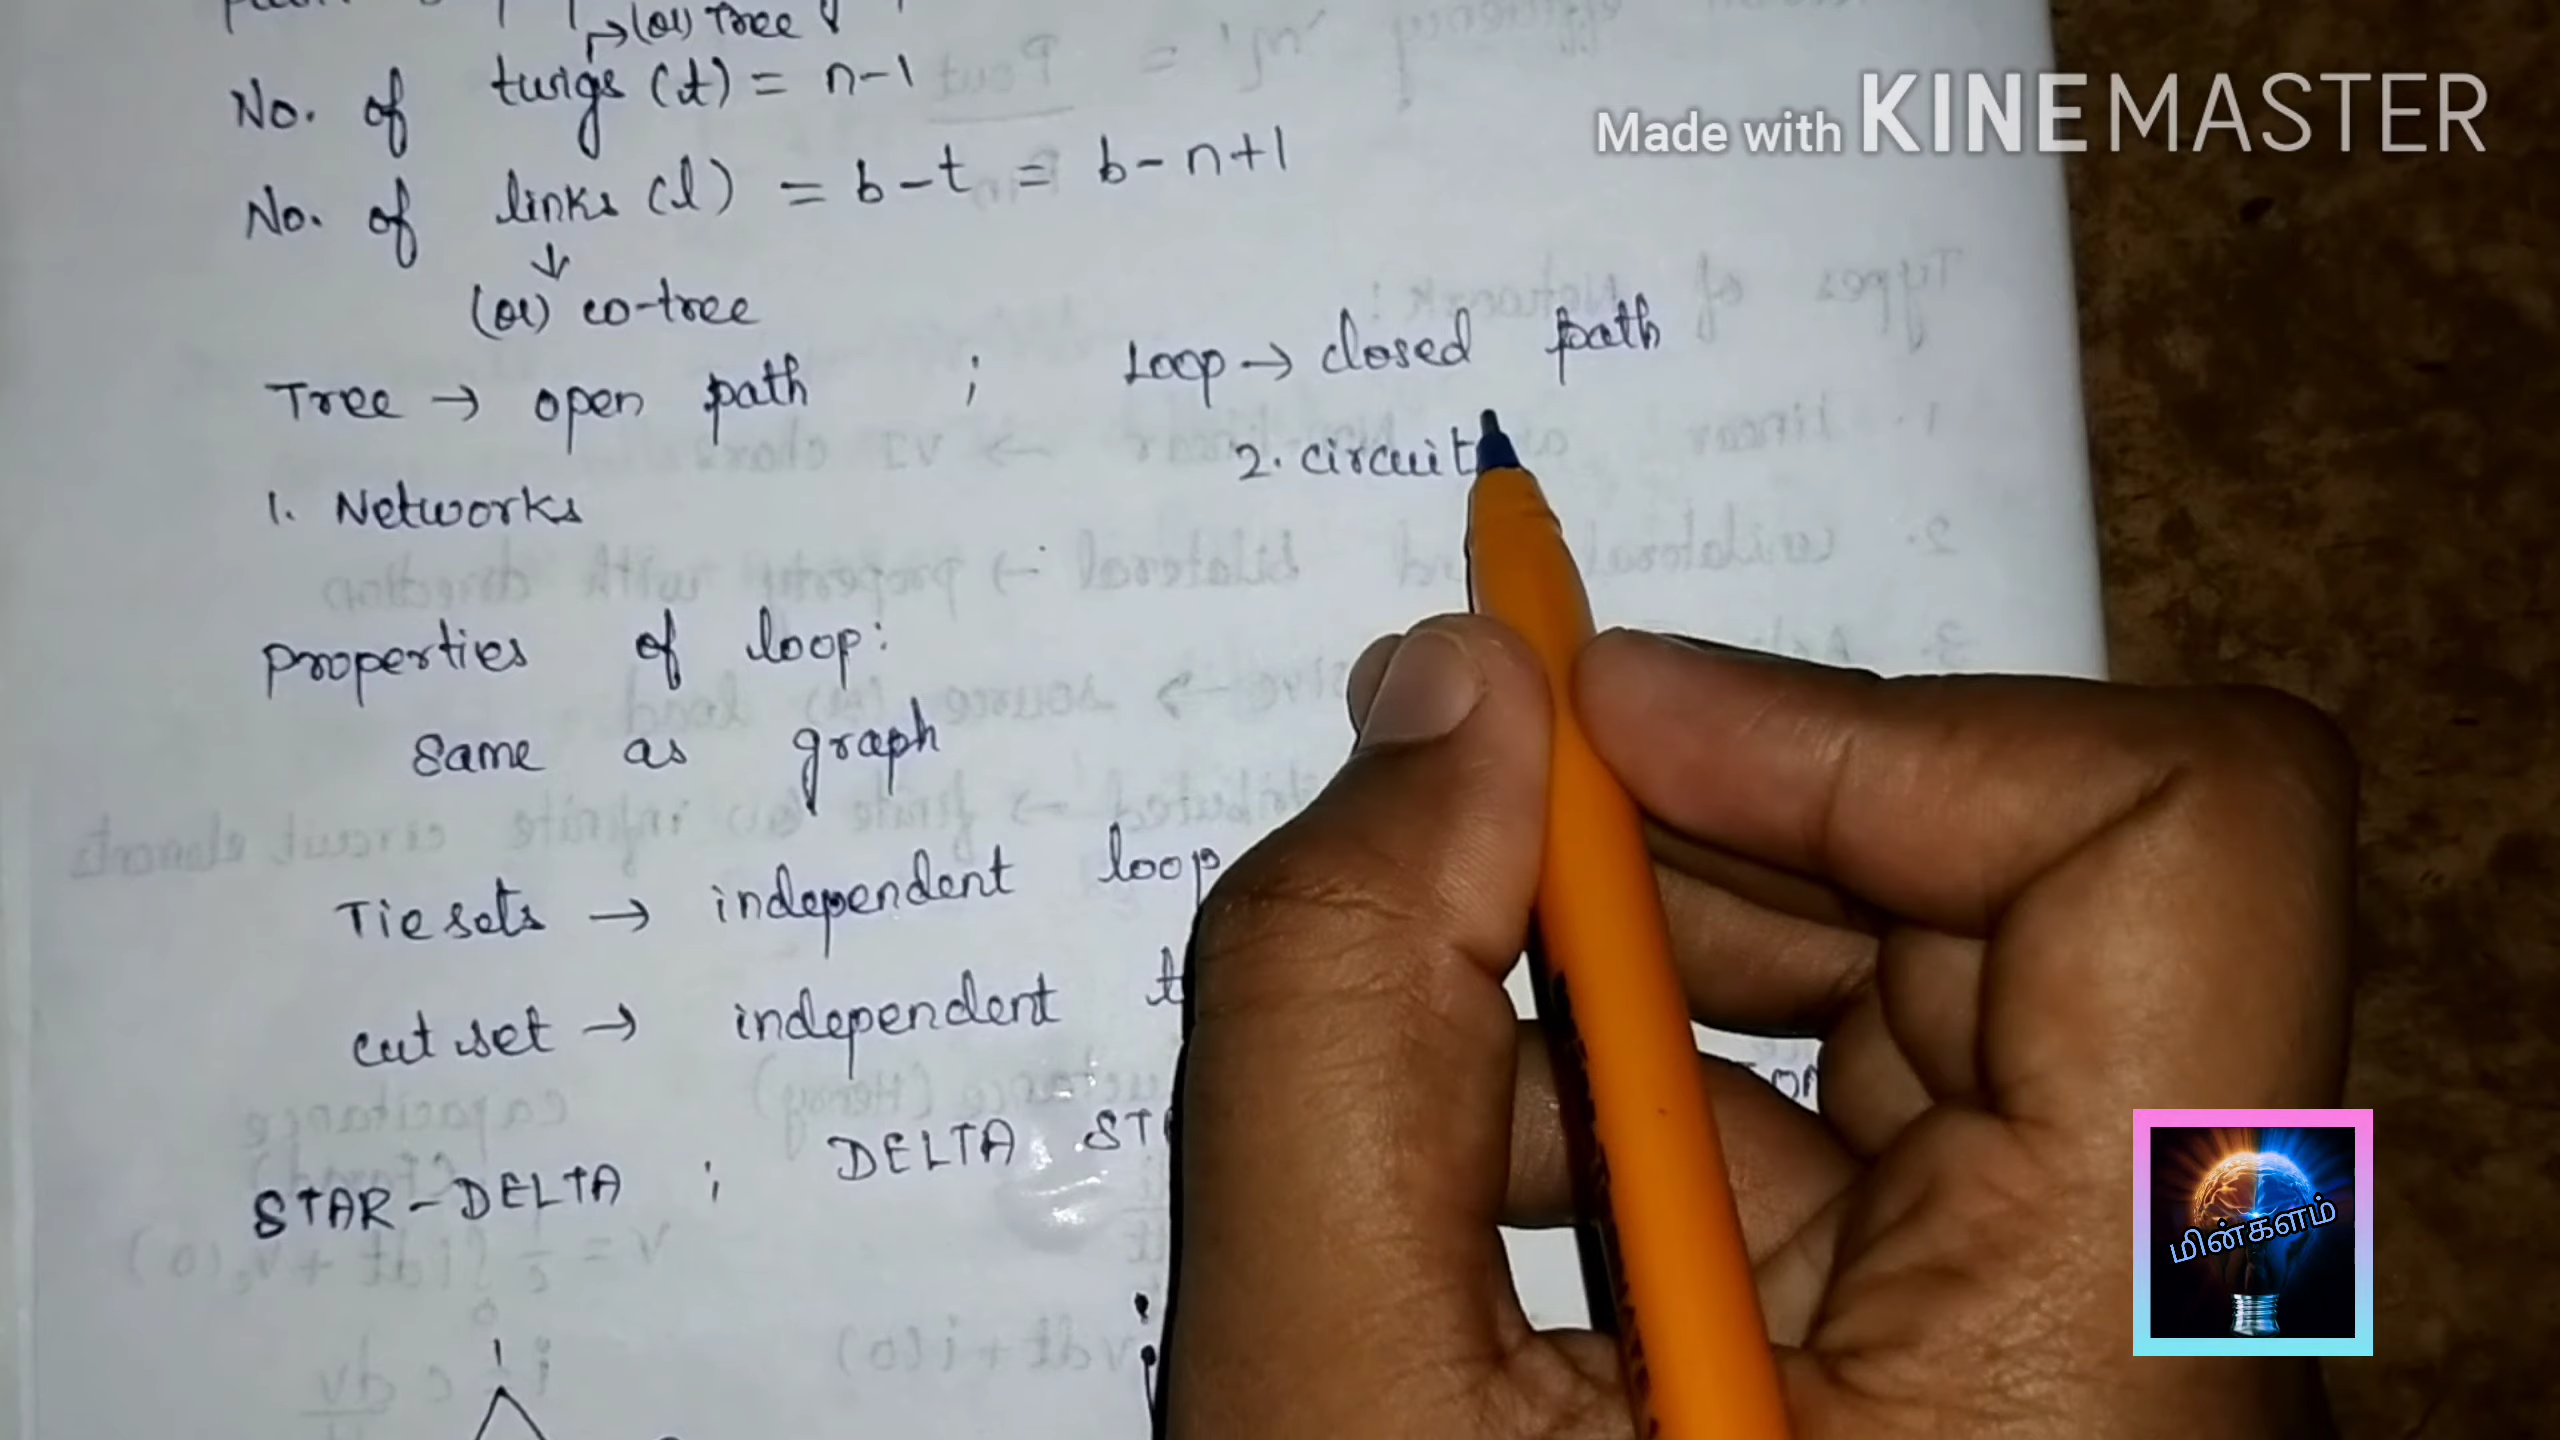 (or) Tree
No. of twigs (t) = n-1
No. of links (l) = b-t = b-n+1
(or) co-tree
Tree → open path ; Loop → closed path
1. Networks
2. circuit
Properties of loop:
Same as graph
Tie sets → independent loop
cut set → independent
STAR-DELTA ; DELTA
Made with KINEMASTER
மின்களம்